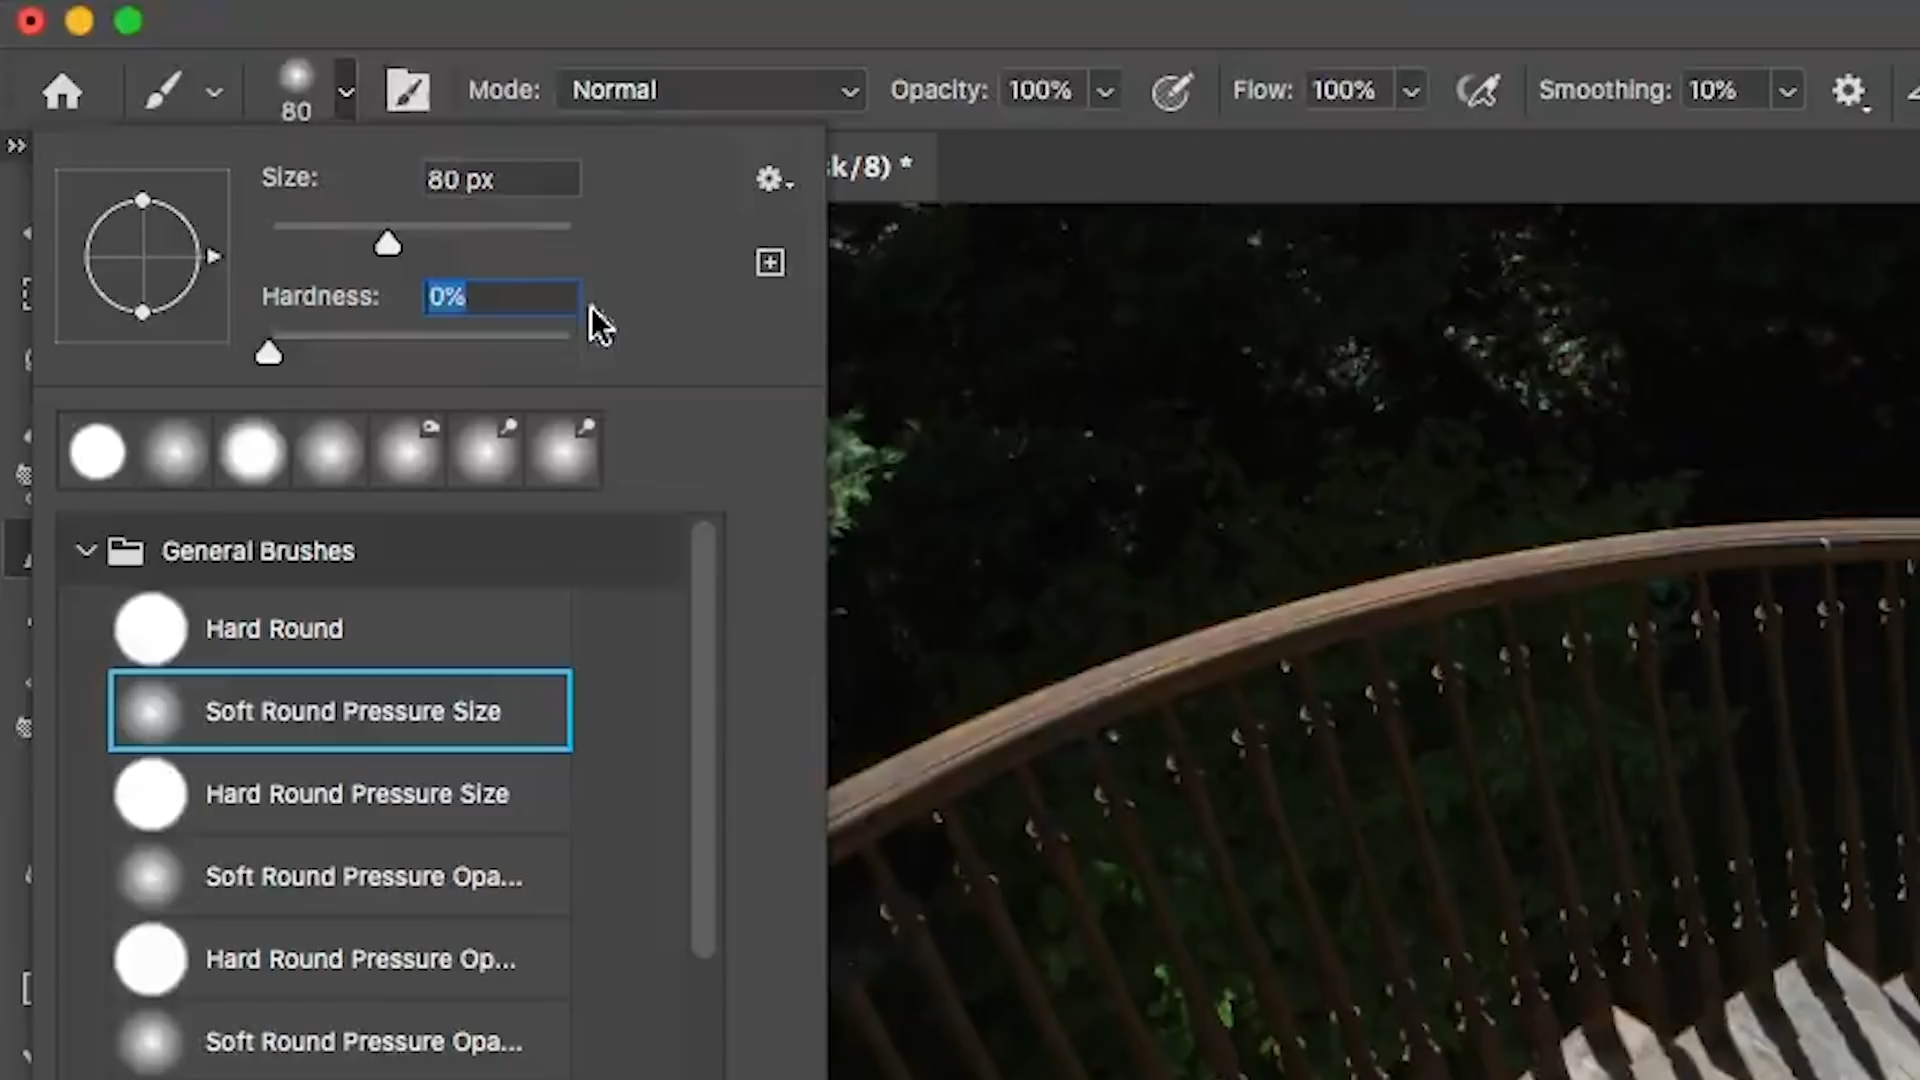 80
Mode: Normal
Opacity: 100%
Flow: 100%
Smoothing: 10%
sk/8) *
Size: 80 px
Hardness: 0%
General Brushes
Hard Round
Soft Round Pressure Size
Hard Round Pressure Size
Soft Round Pressure Opa...
Hard Round Pressure Op...
Soft Round Pressure Opa...